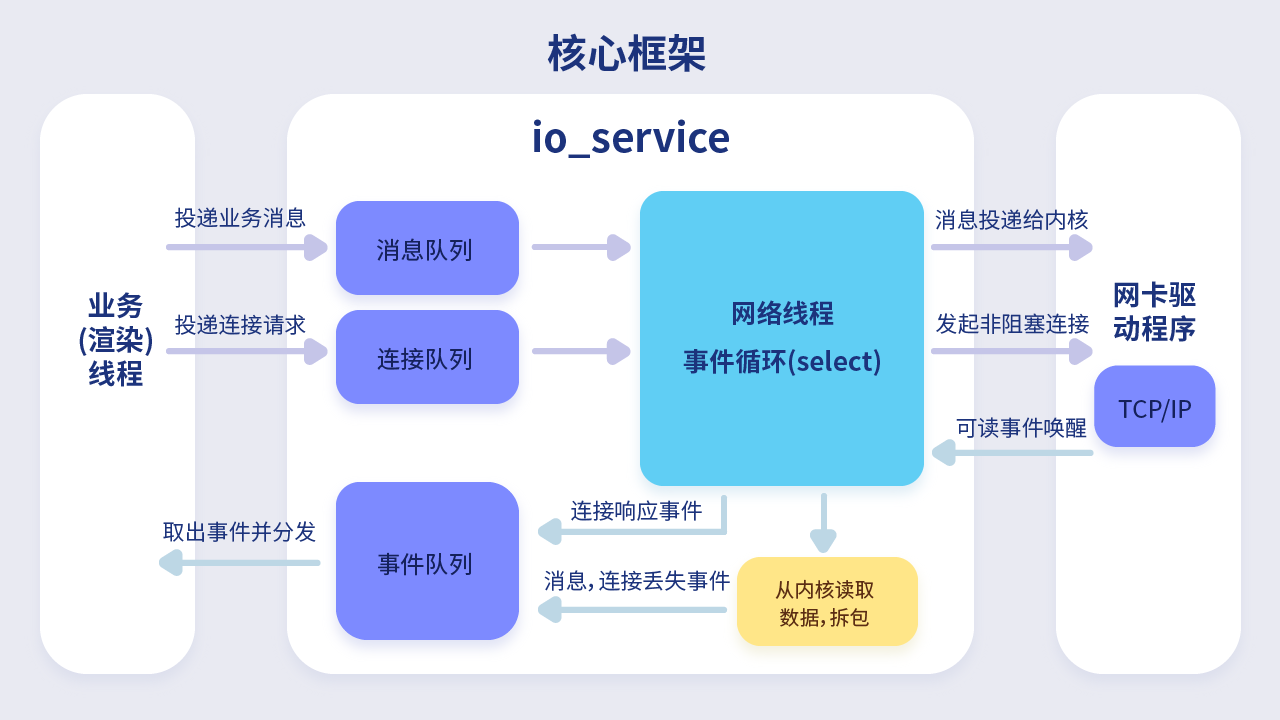 核心框架
io_service
业务
(渲染)
线程
投递业务消息
投递连接请求
取出事件并分发
消息队列
连接队列
事件队列
网络线程
事件循环(select)
连接响应事件
消息，连接丢失事件
从内核读取
数据，拆包
消息投递给内核
发起非阻塞连接
可读事件唤醒
网卡驱
动程序
TCP/IP